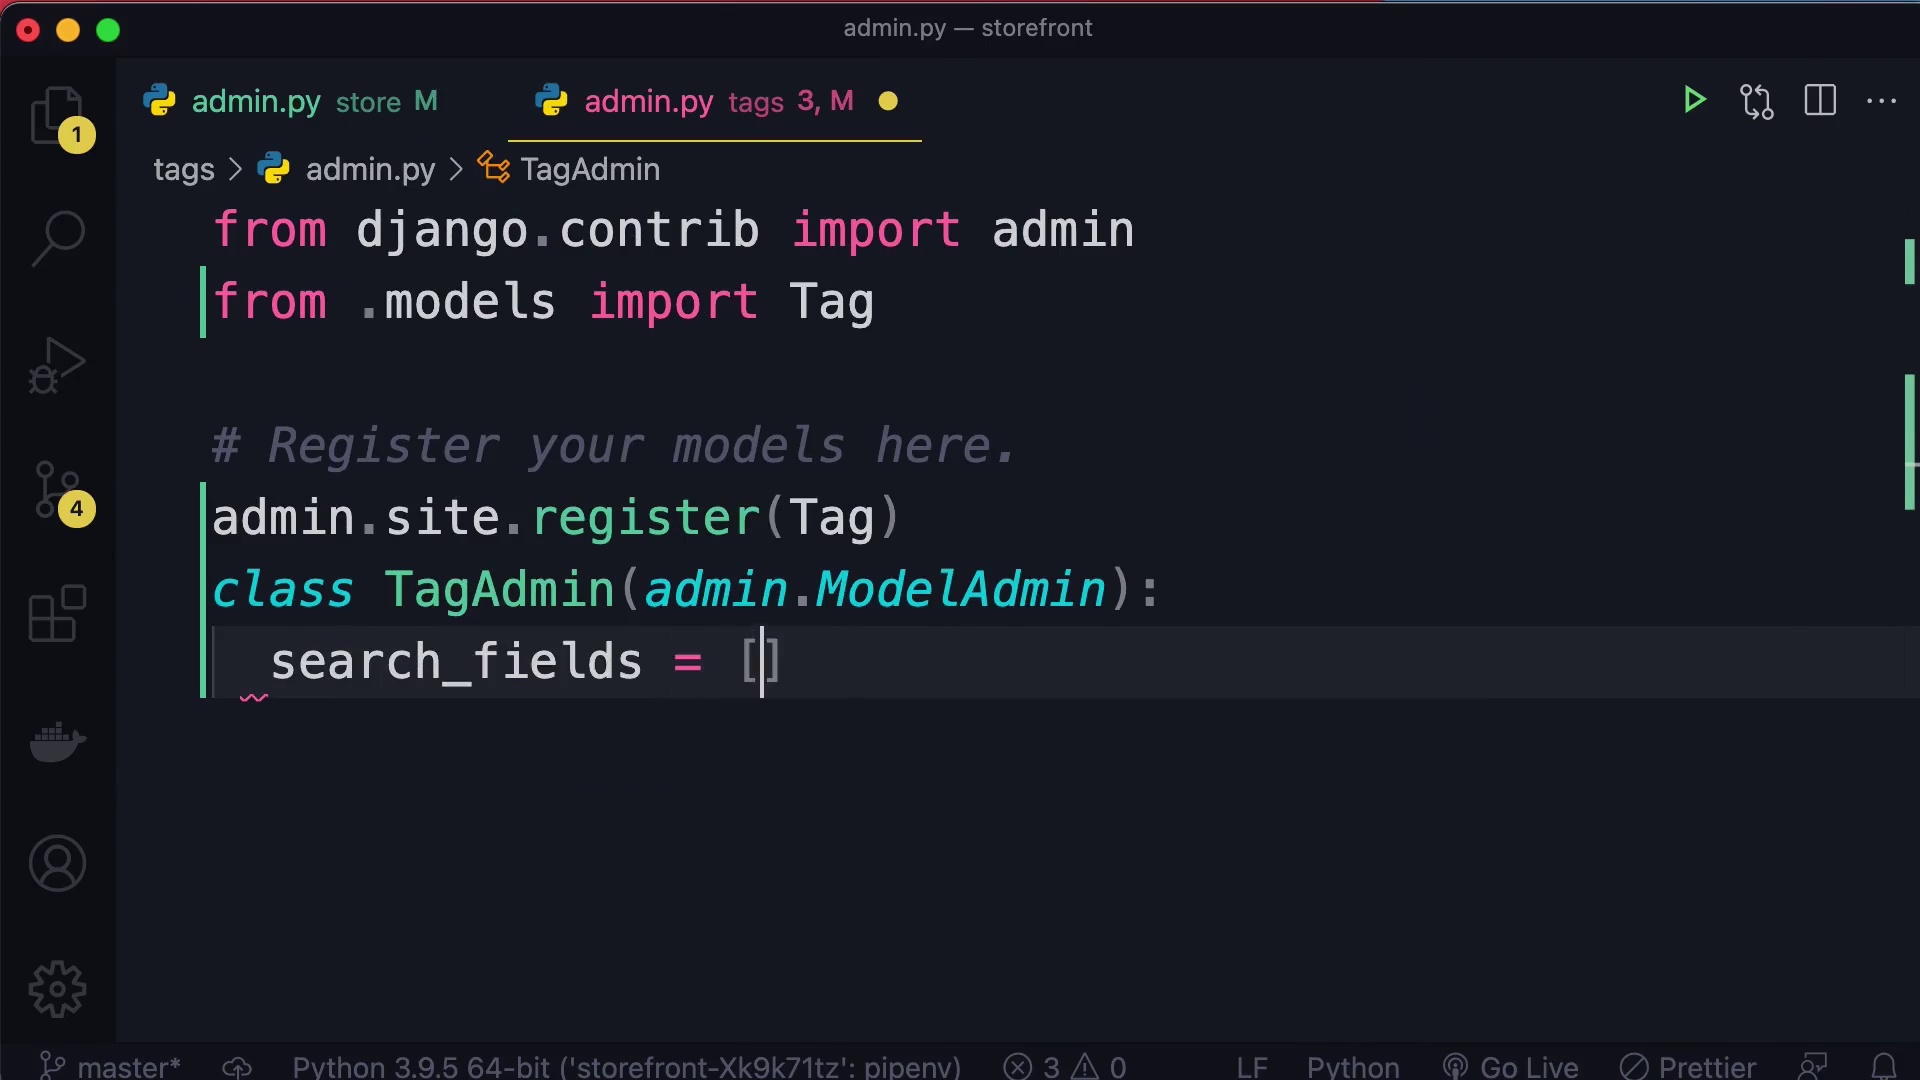 admin.py — storefront
admin.py store M
admin.py tags 3, M
tags > admin.py > TagAdmin
from django.contrib import admin
from .models import Tag
# Register your models here.
admin.site.register(Tag)
class TagAdmin(admin.ModelAdmin):
search_fields = []
1
4
master* Python 3.9.5 64-bit ('storefront-Xk9k71tz': pipenv) 3 0 LF Python Go Live Prettier